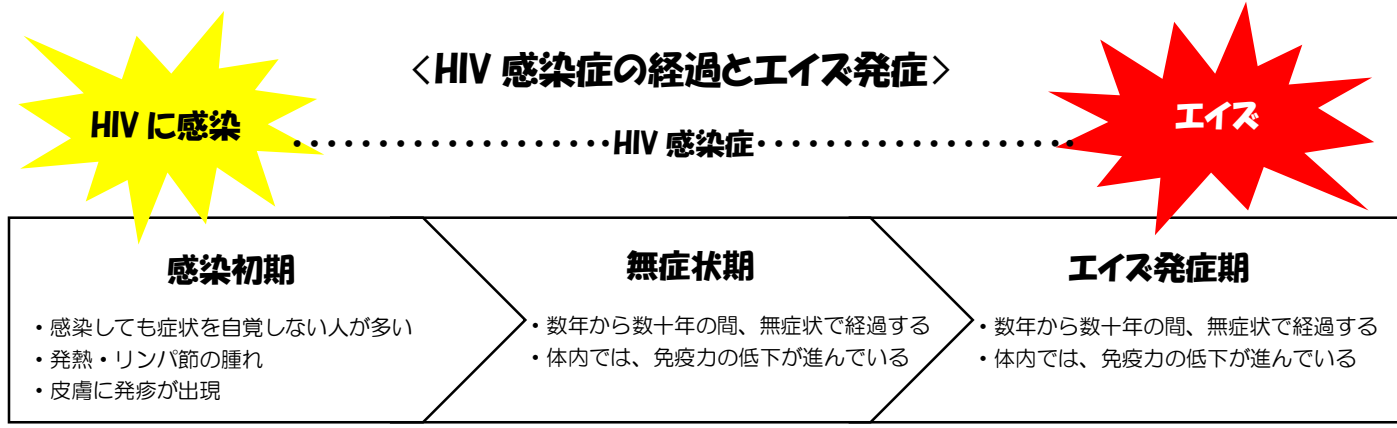 <HIV 感染症の経過とエイズ発症>
HIV に感染
エイズ
・・・・・・・・・・・・・・・・・・HIV 感染症・・・・・・・・・・・・・・・・・・
感染初期
・感染しても症状を自覚しない人が多い
・発熱・リンパ節の腫れ
・皮膚に発疹が出現
無症状期
・数年から数十年の間、無症状で経過する
・体内では、免疫力の低下が進んでいる
エイズ発症期
・数年から数十年の間、無症状で経過する
・体内では、免疫力の低下が進んでいる